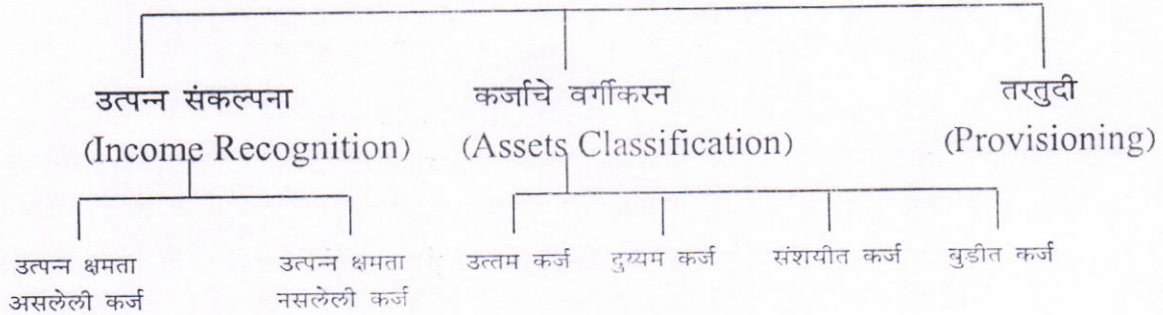 उत्पन्न संकल्पना कर्जाचे वर्गीकरन तरतुदी
(Income Recognition) (Assets Classification) (Provisioning)
उत्पन्न क्षमता उत्पन्न क्षमता उत्तम कर्ज दुय्यम कर्ज संशयीत कर्ज बुडीत कर्ज
असलेली कर्ज नसलेली कर्ज